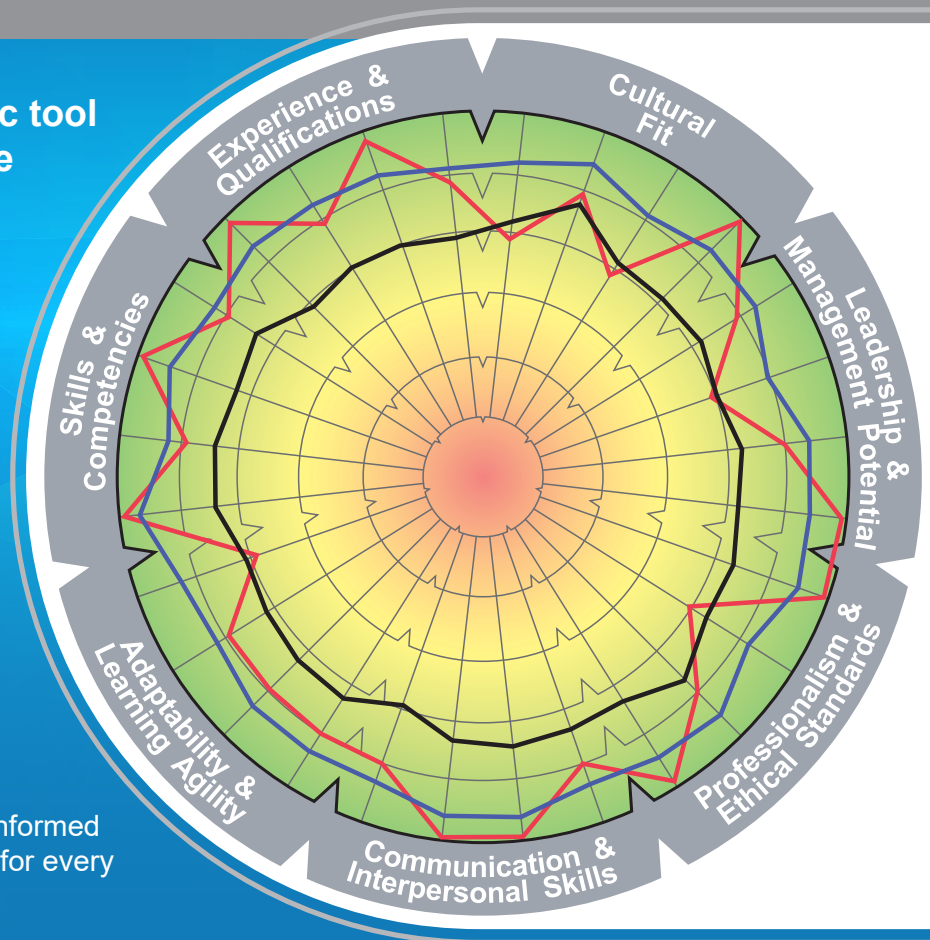 c tool
e
Experience &
Qualifications
Cultural
Fit
Leadership &
Management Potential
Professionalism &
Ethical Standards
Communication &
Interpersonal Skills
Adaptability &
Learning Agility
Skills &
Competencies
nformed
for every